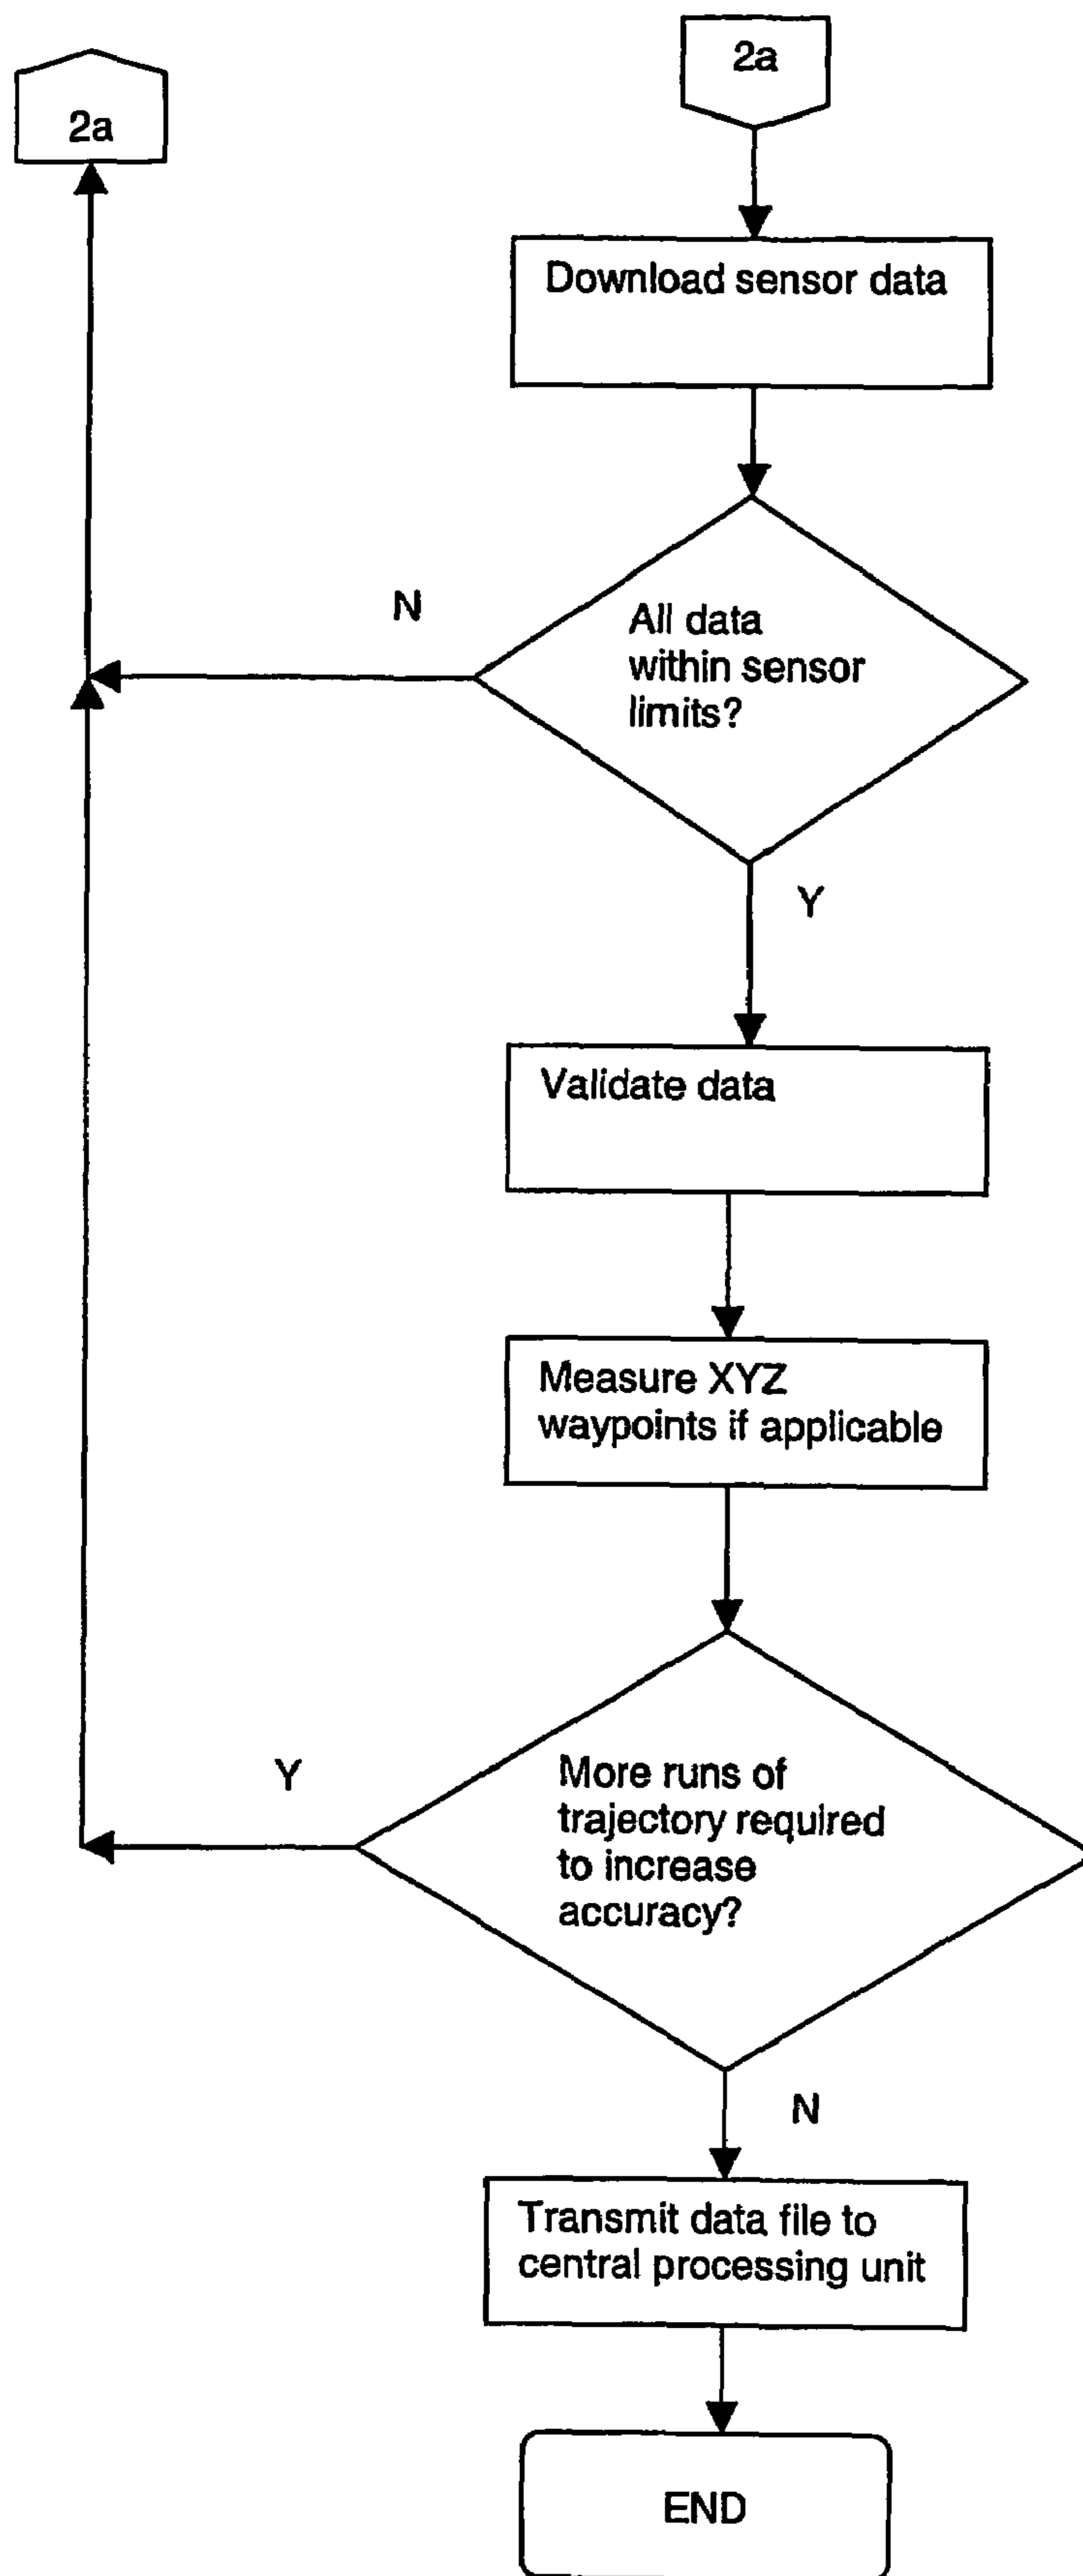 2a
2a
Download sensor data
N
All data
within sensor
limits?
Y
Validate data
Measure XYZ
waypoints if applicable
Y
More runs of
trajectory required
to increase
accuracy?
N
Transmit data file to
central processing unit
END